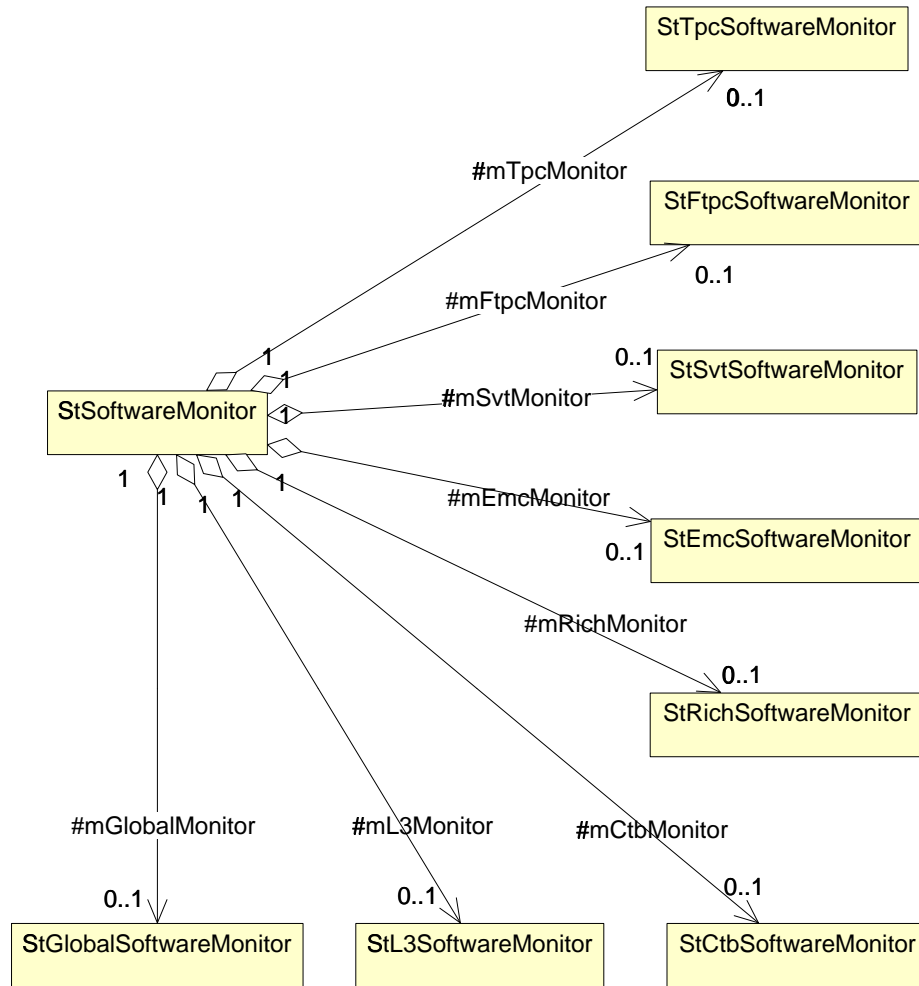 StTpcSoftwareMonitor
0..1
#mTpcMonitor
StFtpcSoftwareMonitor
0..1
#mFtpcMonitor
1
0..1
StSvtSoftwareMonitor
1
#mSvtMonitor
StSoftwareMonitor
1
1
1
1
1
1
#mEmcMonitor
0..1
StEmcSoftwareMonitor
#mRichMonitor
0..1
StRichSoftwareMonitor
#mGlobalMonitor
#mL3Monitor
#mCtbMonitor
0..1
0..1
0..1
StGlobalSoftwareMonitor
StL3SoftwareMonitor
StCtbSoftwareMonitor